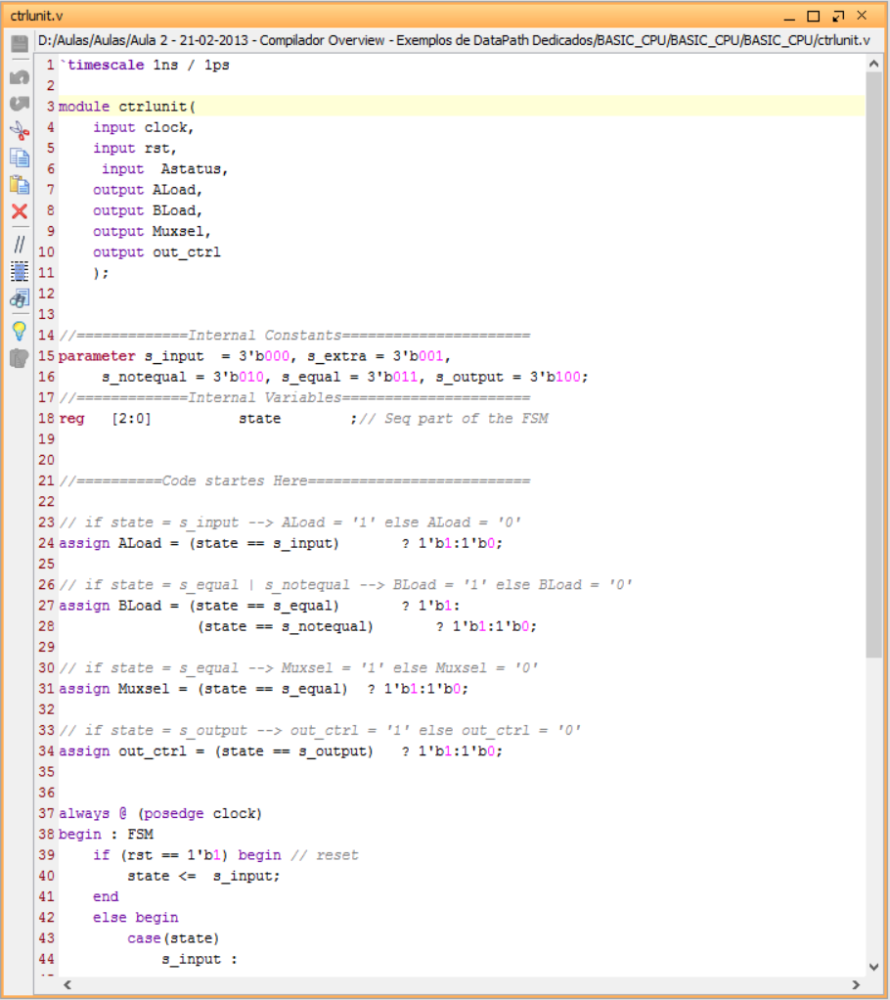 ctrlunit.v
D:/Aulas/Aulas/Aula 2 - 21-02-2013 - Compilador Overview - Exemplos de DataPath Dedicados/BASIC_CPU/BASIC_CPU/BASIC_CPU/ctrlunit.v
1 `timescale 1ns / 1ps
2
3 module ctrlunit(
4     input clock,
5     input rst,
6      input  Astatus,
7     output ALoad,
8     output BLoad,
9     output Muxsel,
10     output out_ctrl
11     );
12
13
14 //=============Internal Constants======================
15 parameter s_input  = 3'b000, s_extra = 3'b001,
16      s_notequal = 3'b010, s_equal = 3'b011, s_output = 3'b100;
17 //=============Internal Variables======================
18 reg   [2:0]          state        ;// Seq part of the FSM
19
20
21 //==========Code startes Here==========================
22
23 // if state = s_input --> ALoad = '1' else ALoad = '0'
24 assign ALoad = (state == s_input)       ? 1'b1:1'b0;
25
26 // if state = s_equal | s_notequal --> BLoad = '1' else BLoad = '0'
27 assign BLoad = (state == s_equal)       ? 1'b1:
28                 (state == s_notequal)       ? 1'b1:1'b0;
29
30 // if state = s_equal --> Muxsel = '1' else Muxsel = '0'
31 assign Muxsel = (state == s_equal)  ? 1'b1:1'b0;
32
33 // if state = s_output --> out_ctrl = '1' else out_ctrl = '0'
34 assign out_ctrl = (state == s_output)   ? 1'b1:1'b0;
35
36
37 always @ (posedge clock)
38 begin : FSM
39     if (rst == 1'b1) begin // reset
40         state <=  s_input;
41     end
42     else begin
43         case(state)
44             s_input :